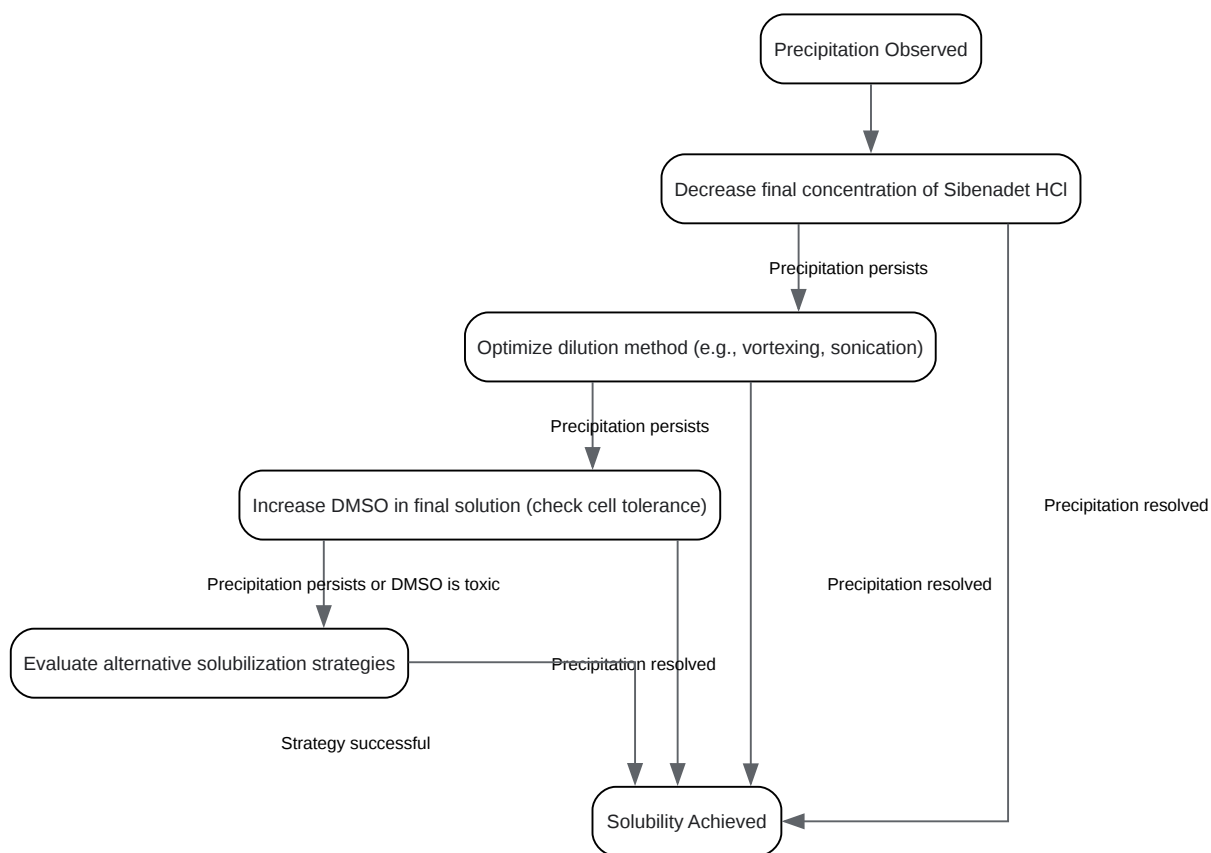 Precipitation Observed
Decrease final concentration of Sibenadet HCl
Precipitation persists
Optimize dilution method (e.g., vortexing, sonication)
Precipitation persists
Increase DMSO in final solution (check cell tolerance)
Precipitation resolved
Precipitation persists or DMSO is toxic
Precipitation resolved
Evaluate alternative solubilization strategies
Precipitation resolved
Strategy successful
Solubility Achieved